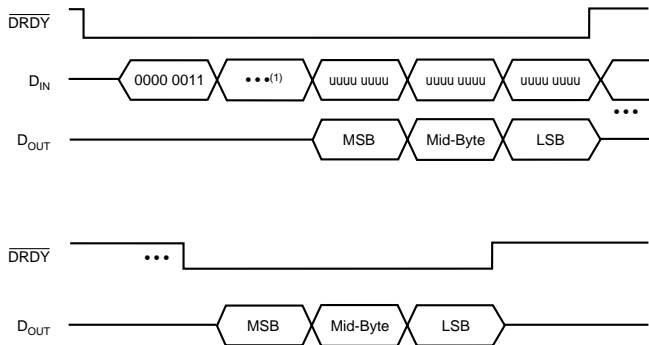 DRDY
DIN 0000 0011 •••(1) uuuu uuuu uuuu uuuu uuuu uuuu
•••
DOUT MSB Mid-Byte LSB
DRDY •••
DOUT MSB Mid-Byte LSB